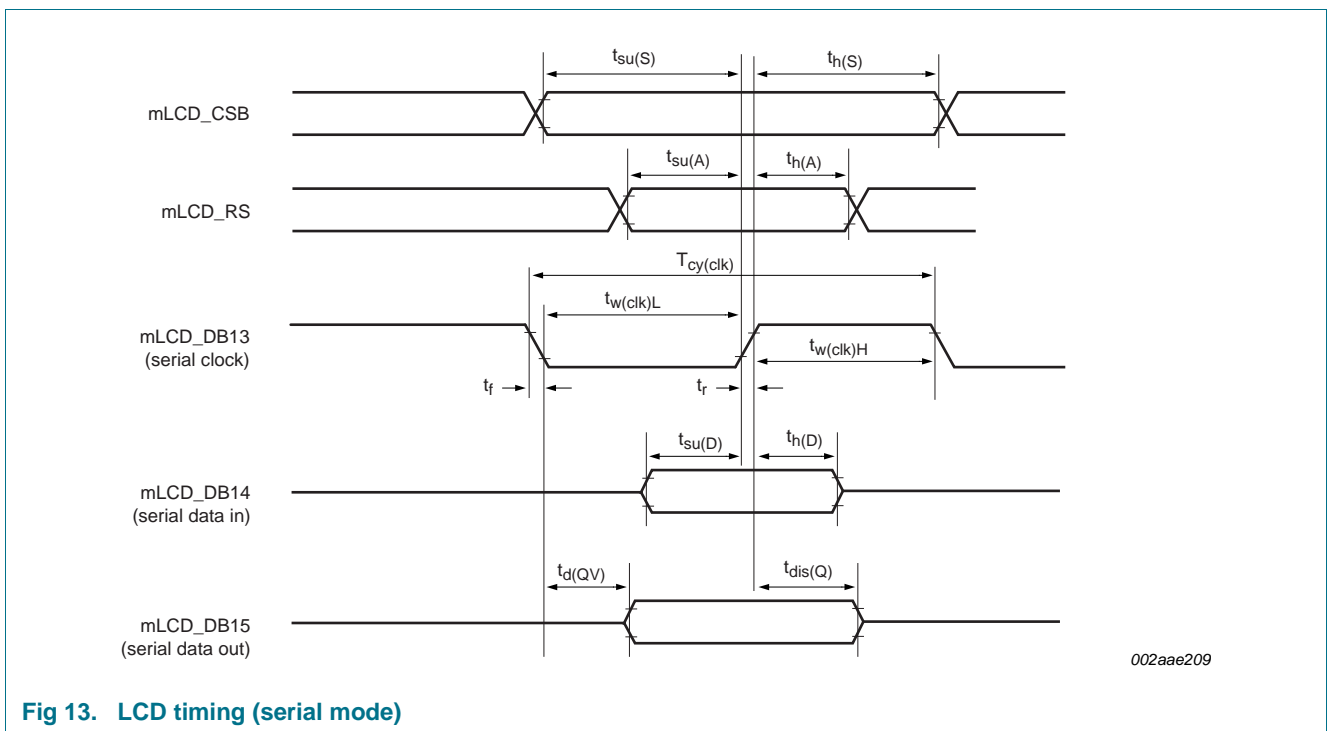 tsu(S)
th(S)
mLCD_CSB
tsu(A)
th(A)
mLCD_RS
Tcy(clk)
tw(clk)L
mLCD_DB13
(serial clock)
tw(clk)H
tf
tr
tsu(D)
th(D)
mLCD_DB14
(serial data in)
td(QV)
tdis(Q)
mLCD_DB15
(serial data out)
002aae209
Fig 13. LCD timing (serial mode)